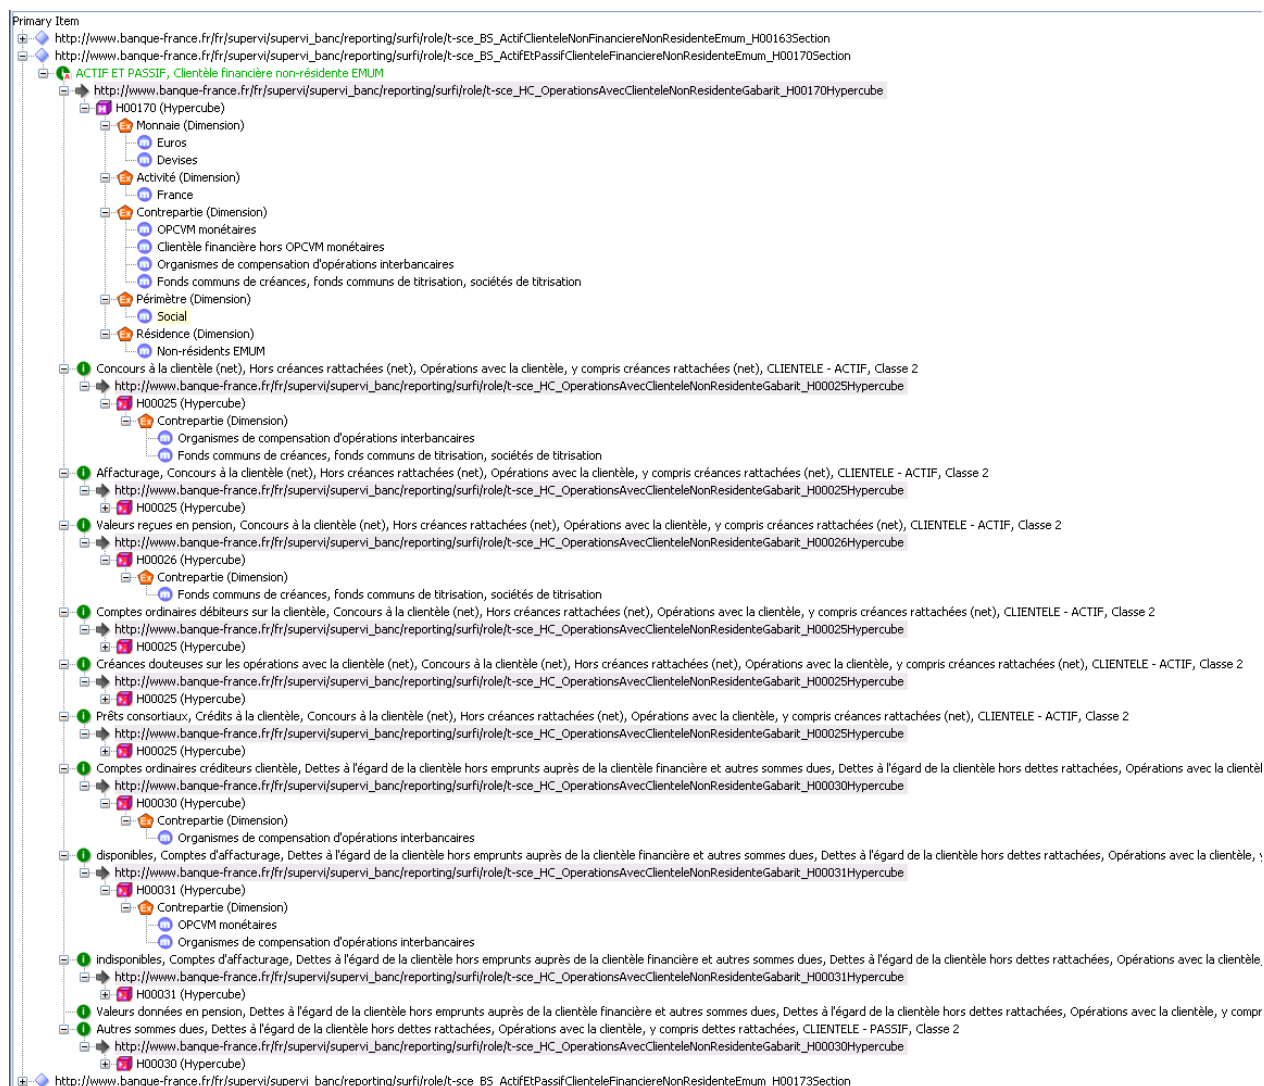 Primary Item
http://www.banque-france.fr/fr/supervi/supervi_banc/reporting/surfi/role/t-sce_BS_ActifClienteleNonFinanciereNonResidenteEmum_H00163Section
http://www.banque-france.fr/fr/supervi/supervi_banc/reporting/surfi/role/t-sce_BS_ActifEtPassifClienteleFinanciereNonResidenteEmum_H00170Section
ACTIF ET PASSIF, Clientèle financière non-résidente EMUM
http://www.banque-france.fr/fr/supervi/supervi_banc/reporting/surfi/role/t-sce_HC_OperationsAvecClienteleNonResidenteGabarit_H00170Hypercube
H00170 (Hypercube)
Monnaie (Dimension)
Euros
Devises
Activité (Dimension)
France
Contrepartie (Dimension)
OPCVM monétaires
Clientèle financière hors OPCVM monétaires
Organismes de compensation d'opérations interbancaires
Fonds communs de créances, fonds communs de titrisation, sociétés de titrisation
Périmètre (Dimension)
Social
Résidence (Dimension)
Non-résidents EMUM
Concours à la clientèle (net), Hors créances rattachées (net), Opérations avec la clientèle, y compris créances rattachées (net), CLIENTELE - ACTIF, Classe 2
http://www.banque-france.fr/fr/supervi/supervi_banc/reporting/surfi/role/t-sce_HC_OperationsAvecClienteleNonResidenteGabarit_H00025Hypercube
H00025 (Hypercube)
Contrepartie (Dimension)
Organismes de compensation d'opérations interbancaires
Fonds communs de créances, fonds communs de titrisation, sociétés de titrisation
Affacturage, Concours à la clientèle (net), Hors créances rattachées (net), Opérations avec la clientèle, y compris créances rattachées (net), CLIENTELE - ACTIF, Classe 2
http://www.banque-france.fr/fr/supervi/supervi_banc/reporting/surfi/role/t-sce_HC_OperationsAvecClienteleNonResidenteGabarit_H00025Hypercube
H00025 (Hypercube)
Valeurs reçues en pension, Concours à la clientèle (net), Hors créances rattachées (net), Opérations avec la clientèle, y compris créances rattachées (net), CLIENTELE - ACTIF, Classe 2
http://www.banque-france.fr/fr/supervi/supervi_banc/reporting/surfi/role/t-sce_HC_OperationsAvecClienteleNonResidenteGabarit_H00026Hypercube
H00026 (Hypercube)
Contrepartie (Dimension)
Fonds communs de créances, fonds communs de titrisation, sociétés de titrisation
Comptes ordinaires débiteurs sur la clientèle, Concours à la clientèle (net), Hors créances rattachées (net), Opérations avec la clientèle, y compris créances rattachées (net), CLIENTELE - ACTIF, Classe 2
http://www.banque-france.fr/fr/supervi/supervi_banc/reporting/surfi/role/t-sce_HC_OperationsAvecClienteleNonResidenteGabarit_H00025Hypercube
H00025 (Hypercube)
Créances douteuses sur les opérations avec la clientèle (net), Concours à la clientèle (net), Hors créances rattachées (net), Opérations avec la clientèle, y compris créances rattachées (net), CLIENTELE - ACTIF, Classe 2
http://www.banque-france.fr/fr/supervi/supervi_banc/reporting/surfi/role/t-sce_HC_OperationsAvecClienteleNonResidenteGabarit_H00025Hypercube
H00025 (Hypercube)
Prêts consortiaux, Crédits à la clientèle, Concours à la clientèle (net), Hors créances rattachées (net), Opérations avec la clientèle, y compris créances rattachées (net), CLIENTELE - ACTIF, Classe 2
http://www.banque-france.fr/fr/supervi/supervi_banc/reporting/surfi/role/t-sce_HC_OperationsAvecClienteleNonResidenteGabarit_H00025Hypercube
H00025 (Hypercube)
Comptes ordinaires créditeurs clientèle, Dettes à l'égard de la clientèle hors emprunts auprès de la clientèle financière et autres sommes dues, Dettes à l'égard de la clientèle hors dettes rattachées, Opérations avec la clientèl
http://www.banque-france.fr/fr/supervi/supervi_banc/reporting/surfi/role/t-sce_HC_OperationsAvecClienteleNonResidenteGabarit_H00030Hypercube
H00030 (Hypercube)
Contrepartie (Dimension)
Organismes de compensation d'opérations interbancaires
disponibles, Comptes d'affacturage, Dettes à l'égard de la clientèle hors emprunts auprès de la clientèle financière et autres sommes dues, Dettes à l'égard de la clientèle hors dettes rattachées, Opérations avec la clientèle, y
http://www.banque-france.fr/fr/supervi/supervi_banc/reporting/surfi/role/t-sce_HC_OperationsAvecClienteleNonResidenteGabarit_H00031Hypercube
H00031 (Hypercube)
Contrepartie (Dimension)
OPCVM monétaires
Organismes de compensation d'opérations interbancaires
indisponibles, Comptes d'affacturage, Dettes à l'égard de la clientèle hors emprunts auprès de la clientèle financière et autres sommes dues, Dettes à l'égard de la clientèle hors dettes rattachées, Opérations avec la clientèle,
http://www.banque-france.fr/fr/supervi/supervi_banc/reporting/surfi/role/t-sce_HC_OperationsAvecClienteleNonResidenteGabarit_H00031Hypercube
H00031 (Hypercube)
Valeurs données en pension, Dettes à l'égard de la clientèle hors emprunts auprès de la clientèle financière et autres sommes dues, Dettes à l'égard de la clientèle hors dettes rattachées, Opérations avec la clientèle, y compr
Autres sommes dues, Dettes à l'égard de la clientèle hors dettes rattachées, Opérations avec la clientèle, y compris dettes rattachées, CLIENTELE - PASSIF, Classe 2
http://www.banque-france.fr/fr/supervi/supervi_banc/reporting/surfi/role/t-sce_HC_OperationsAvecClienteleNonResidenteGabarit_H00030Hypercube
H00030 (Hypercube)
http://www.banque-france.fr/fr/supervi/supervi_banc/reporting/surfi/role/t-sce_BS_ActifEtPassifClienteleFinanciereNonResidenteEmum_H00173Section